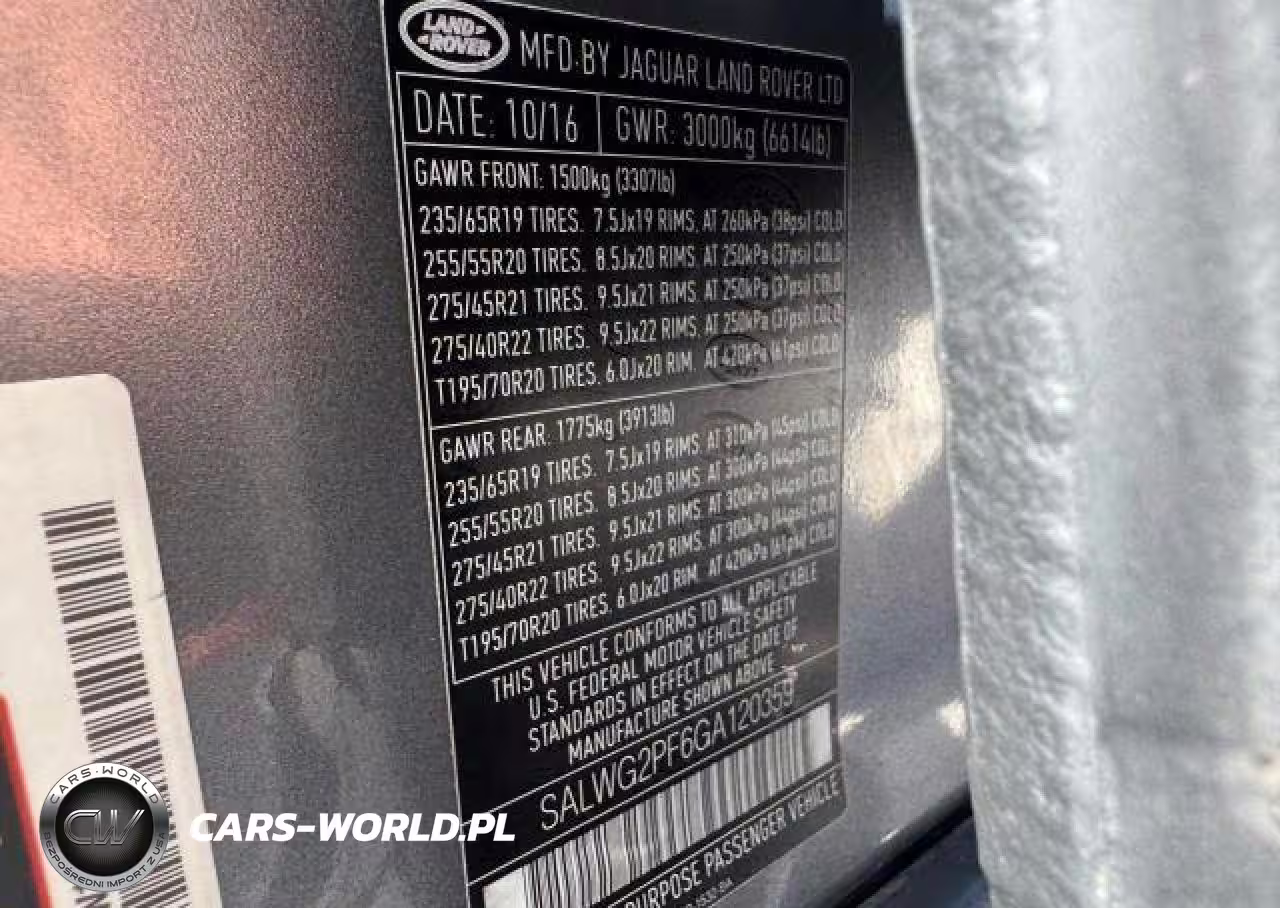 LAND ROVER
MFD. BY JAGUAR LAND ROVER LTD
DATE: 10/16 GWR: 3000kg (6614lb)
GAWR FRONT: 1500kg (3307lb)
235/65R19 TIRES. 7.5Jx19 RIMS. AT 260kPa (38psi) COLD
255/55R20 TIRES. 8.5Jx20 RIMS. AT 250kPa (37psi) COLD
275/45R21 TIRES. 9.5Jx21 RIMS. AT 250kPa (37psi) COLD
275/40R22 TIRES. 9.5Jx22 RIMS. AT 250kPa (37psi) COLD
T195/70R20 TIRES. 6.0Jx20 RIM. AT 420kPa (61psi) COLD
GAWR REAR: 1775kg (3913lb)
235/65R19 TIRES. 7.5Jx19 RIMS. AT 310kPa (45psi) COLD
255/55R20 TIRES. 8.5Jx20 RIMS. AT 300kPa (44psi) COLD
275/45R21 TIRES. 9.5Jx21 RIMS. AT 300kPa (44psi) COLD
275/40R22 TIRES. 9.5Jx22 RIMS. AT 300kPa (44psi) COLD
T195/70R20 TIRES. 6.0Jx20 RIM. AT 420kPa (61psi) COLD
THIS VEHICLE CONFORMS TO ALL APPLICABLE
U.S. FEDERAL MOTOR VEHICLE SAFETY
STANDARDS IN EFFECT ON THE DATE OF
MANUFACTURE SHOWN ABOVE
SALWG2PF6GA120359
PURPOSE PASSENGER VEHICLE
CARS-WORLD
CW
BEZPOŚREDNI IMPORT Z USA
CARS-WORLD.PL